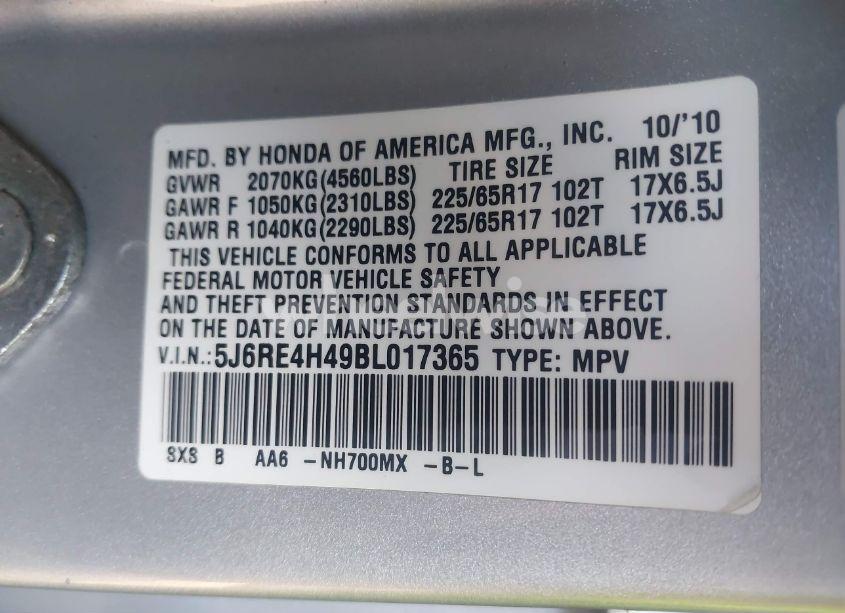 MFD. BY HONDA OF AMERICA MFG., INC. 10/'10
GVWR 2070KG(4560LBS) TIRE SIZE RIM SIZE
GAWR F 1050KG(2310LBS) 225/65R17 102T 17X6.5J
GAWR R 1040KG(2290LBS) 225/65R17 102T 17X6.5J
THIS VEHICLE CONFORMS TO ALL APPLICABLE
FEDERAL MOTOR VEHICLE SAFETY
AND THEFT PREVENTION STANDARDS IN EFFECT
ON THE DATE OF MANUFACTURE SHOWN ABOVE.
V.I.N.:5J6RE4H49BL017365 TYPE: MPV
SXS B AA6 -NH700MX -B-L